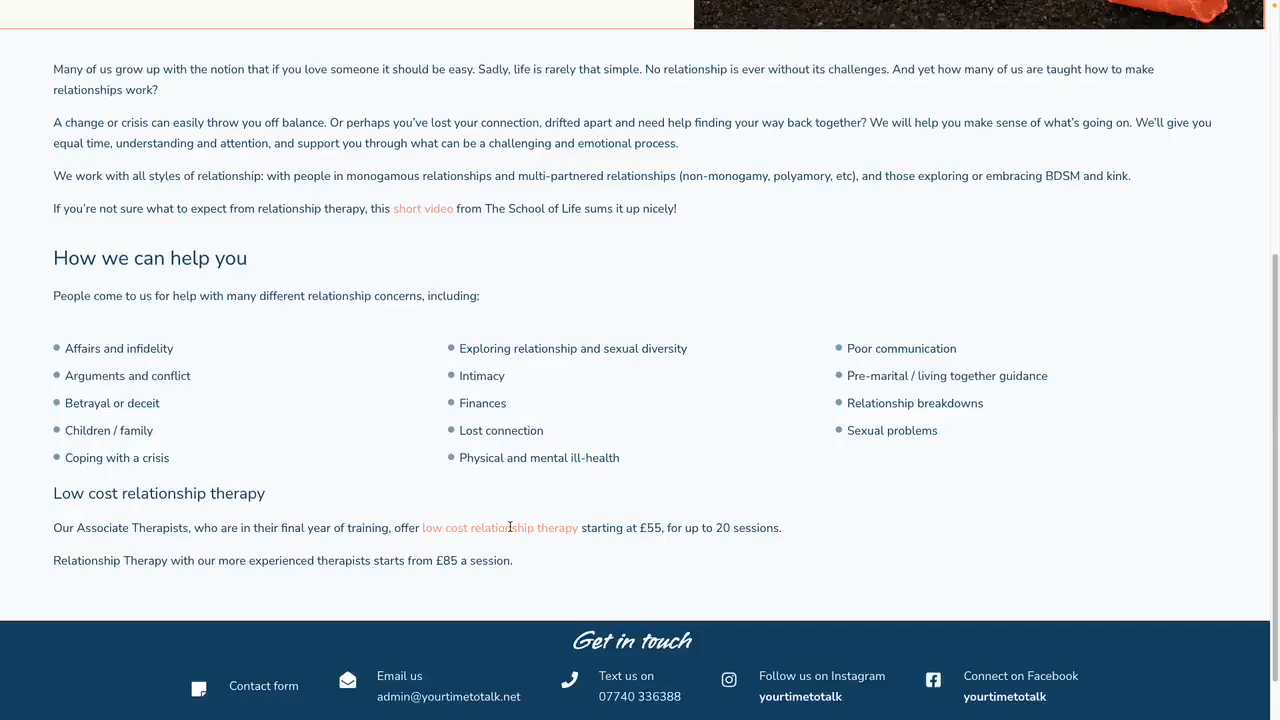 Many of us grow up with the notion that if you love someone it should be easy. Sadly, life is rarely that simple. No relationship is ever without its challenges. And yet how many of us are taught how to make
relationships work?
A change or crisis can easily throw you off balance. Or perhaps you’ve lost your connection, drifted apart and need help finding your way back together? We will help you make sense of what’s going on. We’ll give you
equal time, understanding and attention, and support you through what can be a challenging and emotional process.
We work with all styles of relationship: with people in monogamous relationships and multi-partnered relationships (non-monogamy, polyamory, etc), and those exploring or embracing BDSM and kink.
If you’re not sure what to expect from relationship therapy, this short video from The School of Life sums it up nicely!
How we can help you
People come to us for help with many different relationship concerns, including:
Affairs and infidelity
Arguments and conflict
Betrayal or deceit
Children / family
Coping with a crisis
Exploring relationship and sexual diversity
Intimacy
Finances
Lost connection
Physical and mental ill-health
Poor communication
Pre-marital / living together guidance
Relationship breakdowns
Sexual problems
Low cost relationship therapy
Our Associate Therapists, who are in their final year of training, offer low cost relationship therapy starting at £55, for up to 20 sessions.
Relationship Therapy with our more experienced therapists starts from £85 a session.
Get in touch
Contact form
Email us
admin@yourtimetotalk.net
Text us on
07740 336388
Follow us on Instagram
yourtimetotalk
Connect on Facebook
yourtimetotalk